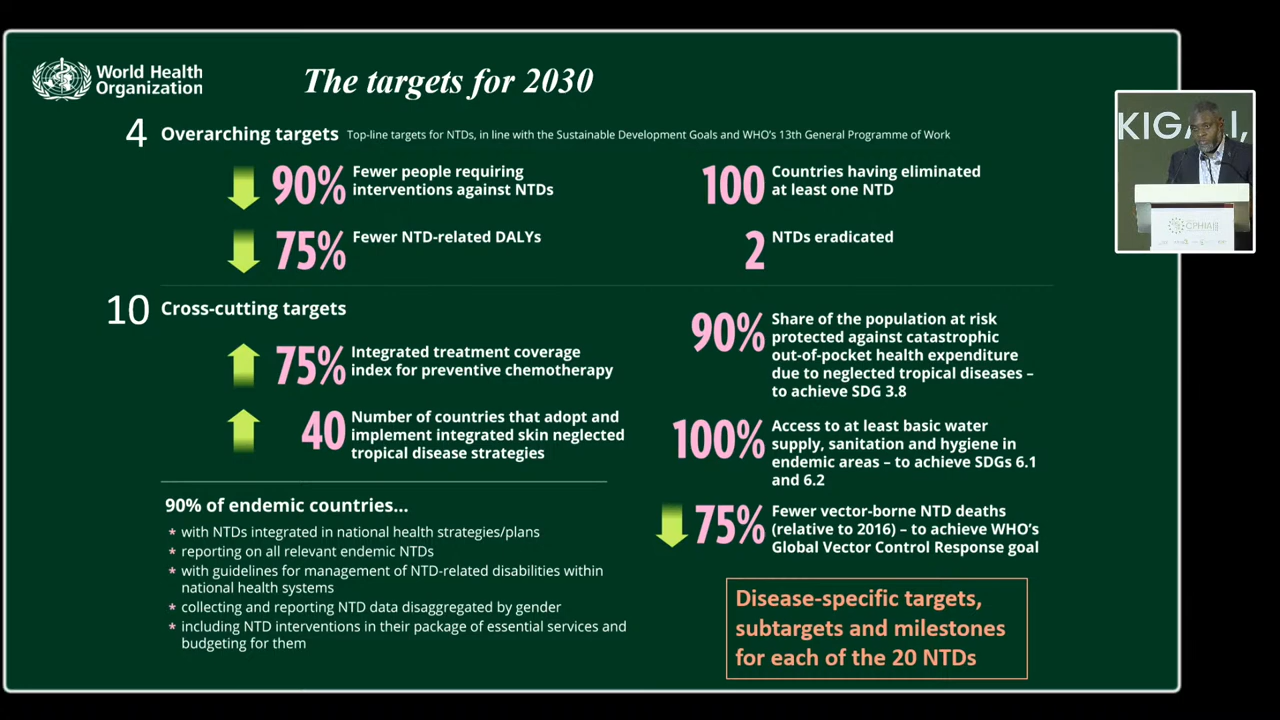 World Health
Organization
The targets for 2030
4 Overarching targets Top-line targets for NTDs, in line with the Sustainable Development Goals and WHO's 13th General Programme of Work
90% Fewer people requiring
interventions against NTDs
75% Fewer NTD-related DALYs
100 Countries having eliminated
at least one NTD
2 NTDs eradicated
10 Cross-cutting targets
75% Integrated treatment coverage
index for preventive chemotherapy
40 Number of countries that adopt and
implement integrated skin neglected
tropical disease strategies
90% of endemic countries...
* with NTDs integrated in national health strategies/plans
* reporting on all relevant endemic NTDs
* with guidelines for management of NTD-related disabilities within
national health systems
* collecting and reporting NTD data disaggregated by gender
* including NTD interventions in their package of essential services and
budgeting for them
90% Share of the population at risk
protected against catastrophic
out-of-pocket health expenditure
due to neglected tropical diseases –
to achieve SDG 3.8
100% Access to at least basic water
supply, sanitation and hygiene in
endemic areas – to achieve SDGs 6.1
and 6.2
75% Fewer vector-borne NTD deaths
(relative to 2016) – to achieve WHO's
Global Vector Control Response goal
Disease-specific targets,
subtargets and milestones
for each of the 20 NTDs
CPHIA